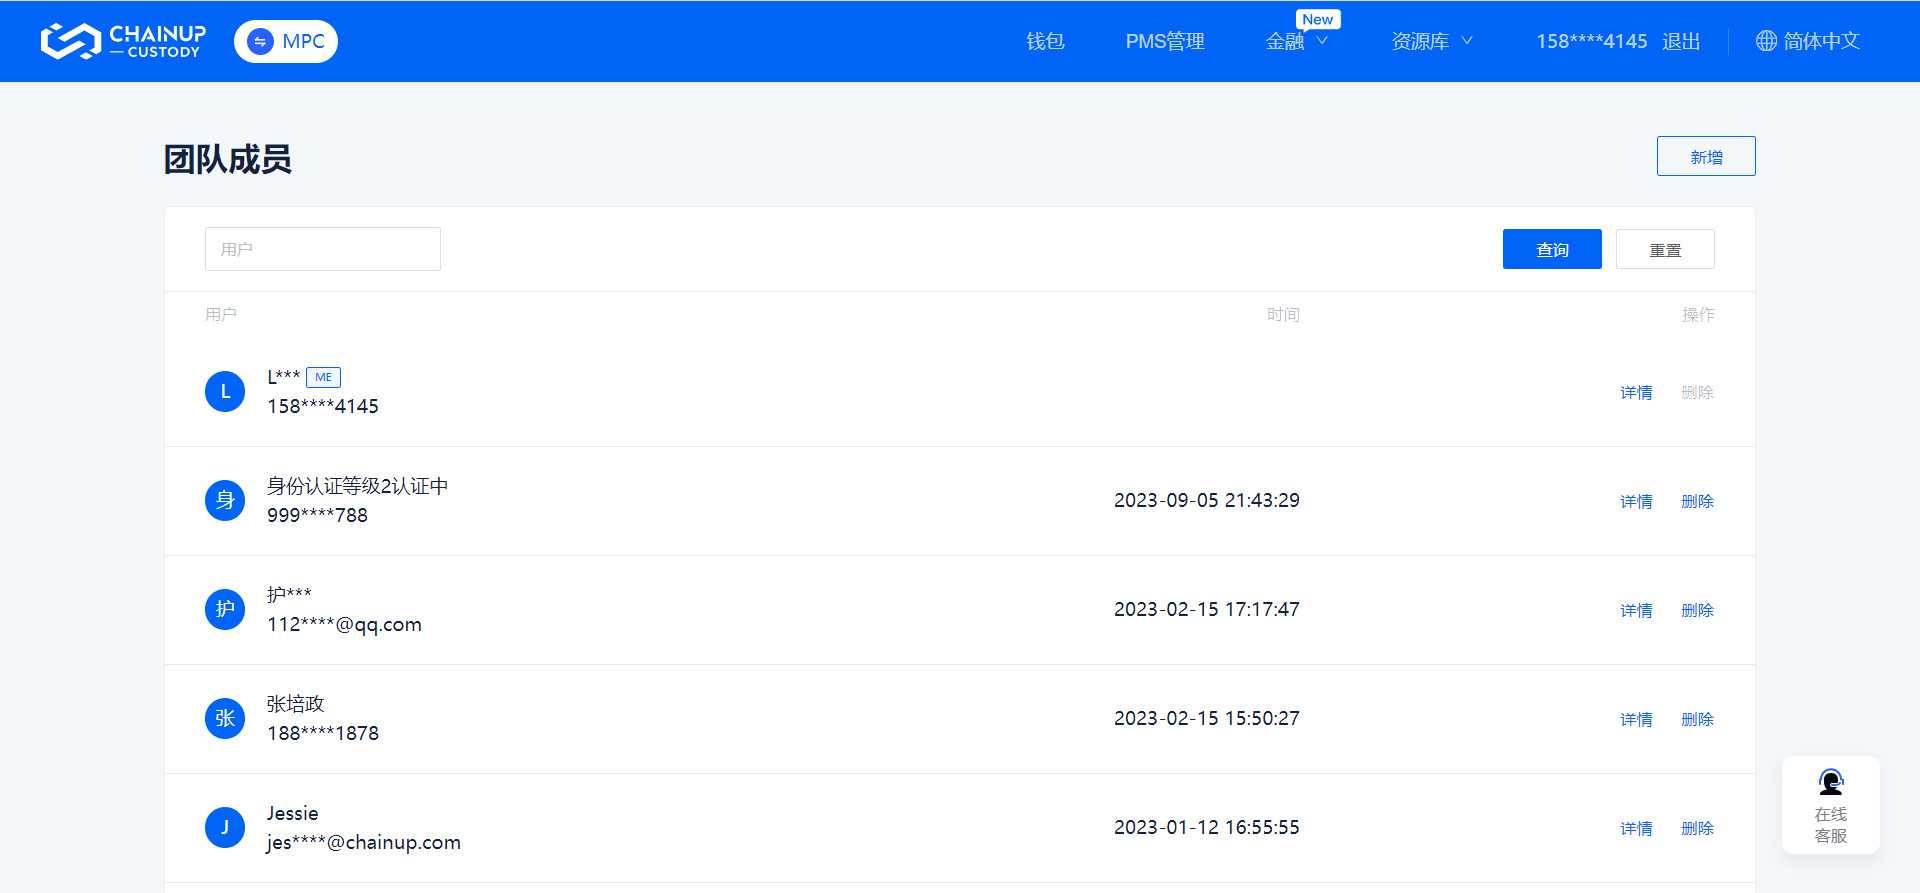 CHAINUP
CUSTODY
MPC
钱包
PMS管理
金融
New
资源库
158****4145 退出
简体中文
团队成员
新增
用户
查询
重置
用户 时间 操作
L
L*** ME
158****4145
详情 删除
身
身份认证等级2认证中
999****788
2023-09-05 21:43:29
详情 删除
护
护***
112****@qq.com
2023-02-15 17:17:47
详情 删除
张
张培政
188****1878
2023-02-15 15:50:27
详情 删除
J
Jessie
jes****@chainup.com
2023-01-12 16:55:55
详情 删除
在线
客服